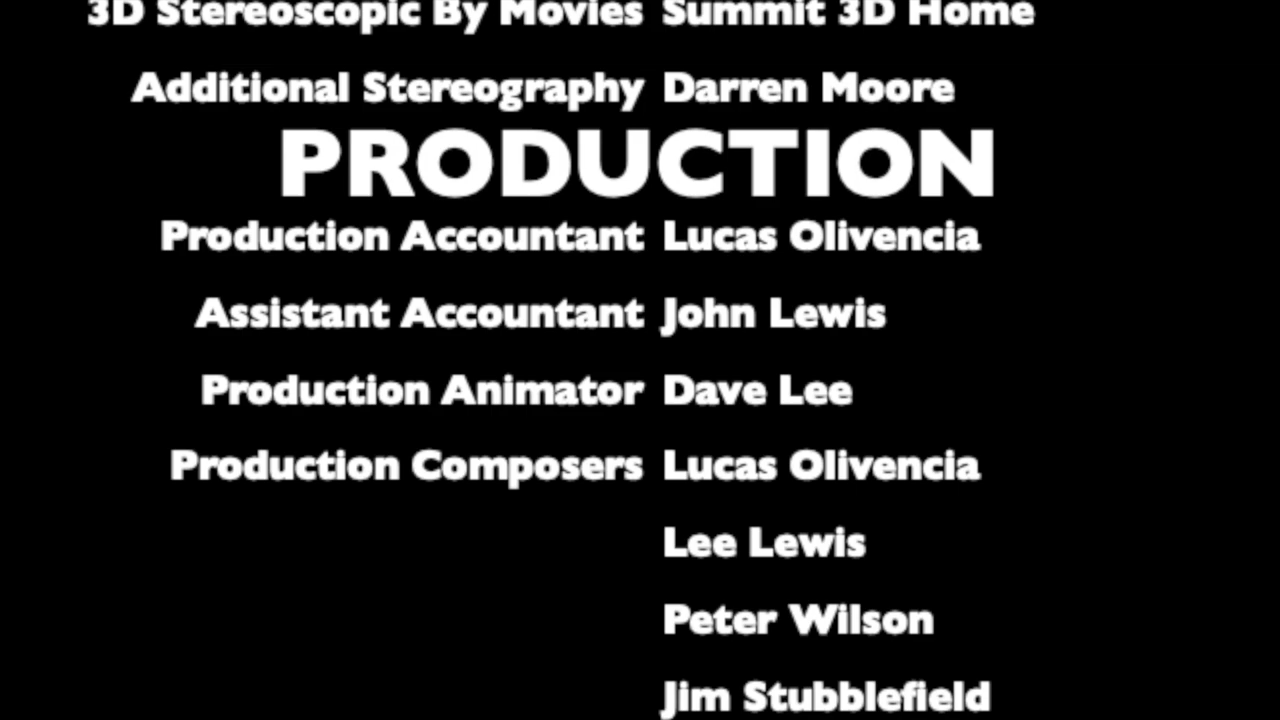 3D Stereoscopic By Movies Summit 3D Home
Additional Stereography Darren Moore
PRODUCTION
Production Accountant Lucas Olivencia
Assistant Accountant John Lewis
Production Animator Dave Lee
Production Composers Lucas Olivencia
Lee Lewis
Peter Wilson
Jim Stubblefield